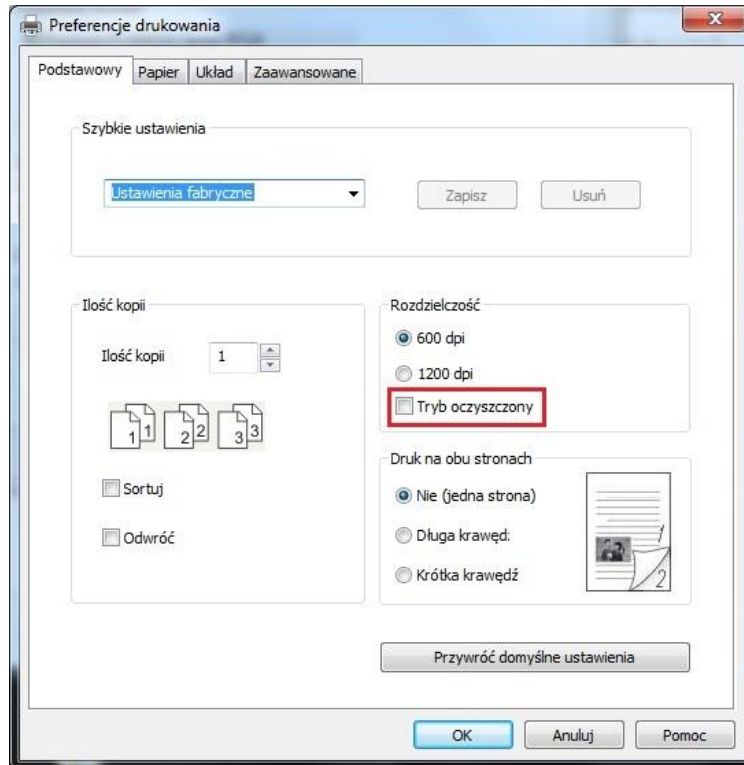 Preferencje drukowania
Podstawowy Papier Układ Zaawansowane
Szybkie ustawienia
Ustawienia fabryczne Zapisz Usuń
Ilość kopii
Ilość kopii 1
1 1 2 2 3 3
Sortuj
Odwróć
Rozdzielczość
600 dpi
1200 dpi
Tryb oczyszczony
Druk na obu stronach
Nie (jedna strona)
Długa krawęd:
Krótka krawędź
1
2
Przywróć domyślne ustawienia
OK Anuluj Pomoc